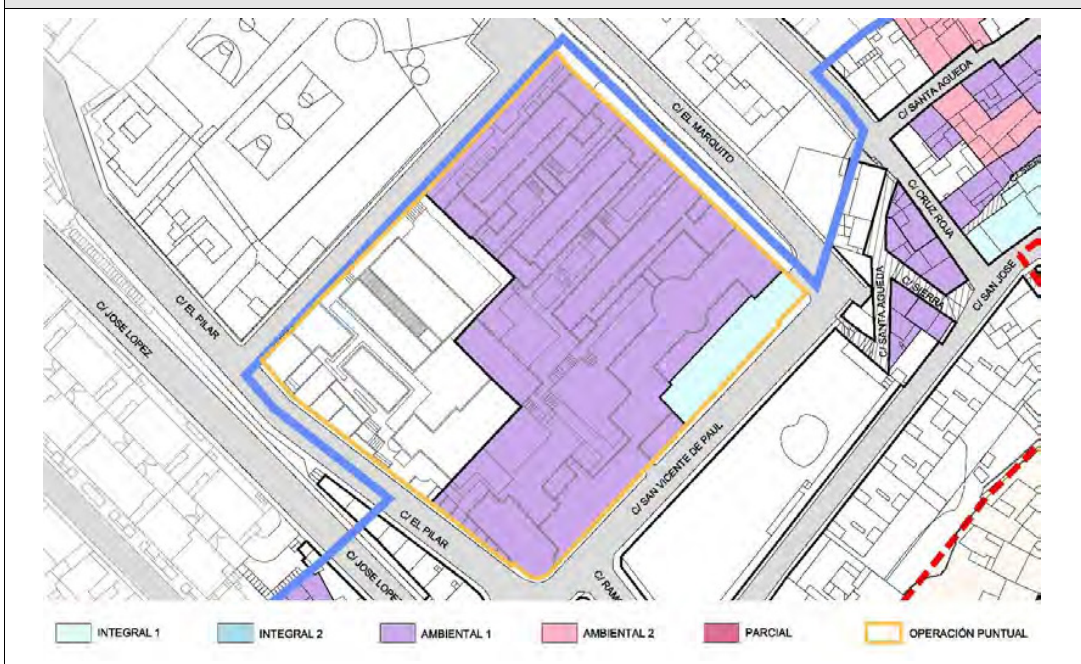 C/ EL MARQUITO
C/ SANTA AGUEDA
C/ CRUZ ROJA
C/ SIERRA
C/ SAN JOSE
C/ SANTA AGUEDA
C/ EL PILAR
C/ JOSE LOPEZ
C/ SAN VICENTE DE PAUL
C/ EL PILAR
C/ JOSE LOPEZ
INTEGRAL 1
INTEGRAL 2
AMBIENTAL 1
AMBIENTAL 2
PARCIAL
OPERACIÓN PUNTUAL